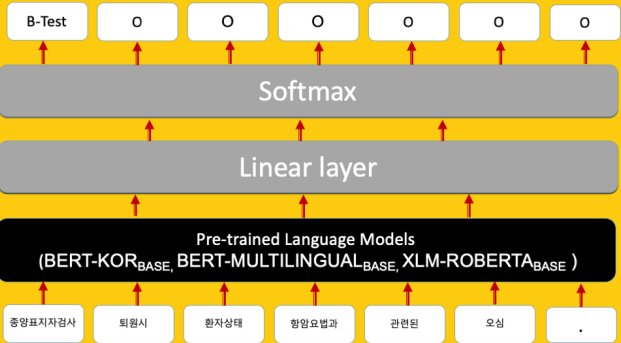 B-Test O O O O O O
Softmax
Linear layer
Pre-trained Language Models
(BERT-KORBASE, BERT-MULTILINGUALBASE, XLM-ROBERTABASE )
종양표지자검사 퇴원시 환자상태 항암요법과 관련된 오심 .